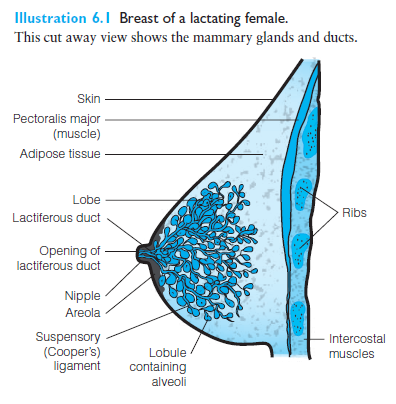 Illustration 6.1 Breast of a lactating female.
This cut away view shows the mammary glands and ducts.
Skin
Pectoralis major
(muscle)
Adipose tissue
Lobe
Lactiferous duct
Ribs
Opening of
lactiferous duct
Nipple
Areola
Suspensory
(Cooper's)
ligament
Lobule
containing
alveoli
Intercostal
muscles